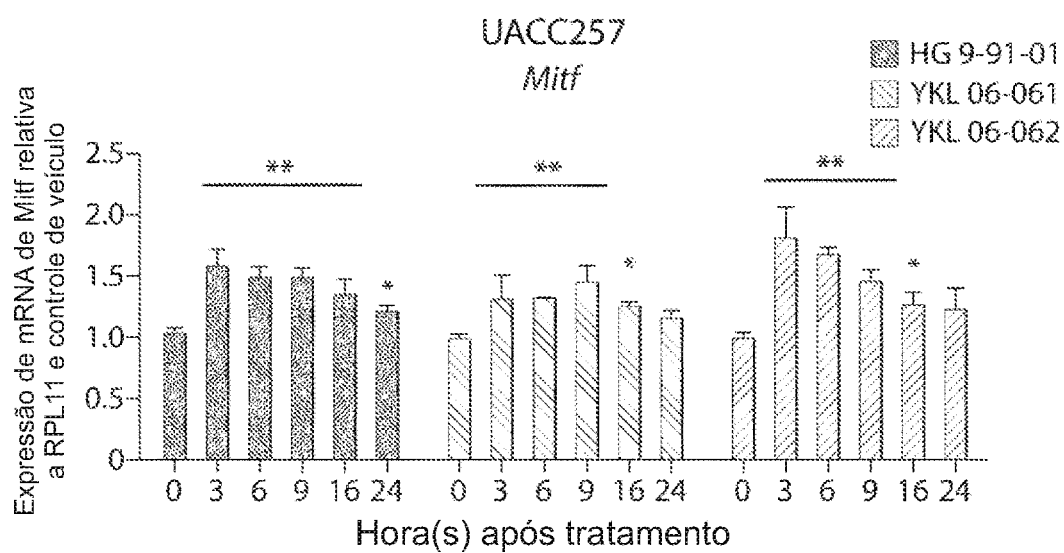 UACC257
Mitf
HG 9-91-01
YKL 06-061
YKL 06-062
Expressão de mRNA de Mitf relativa
a RPL11 e controle de veículo
2.5
2.0
1.5
1.0
0.5
0
** ** **
* * *
0 3 6 9 16 24 0 3 6 9 16 24 0 3 6 9 16 24
Hora(s) após tratamento